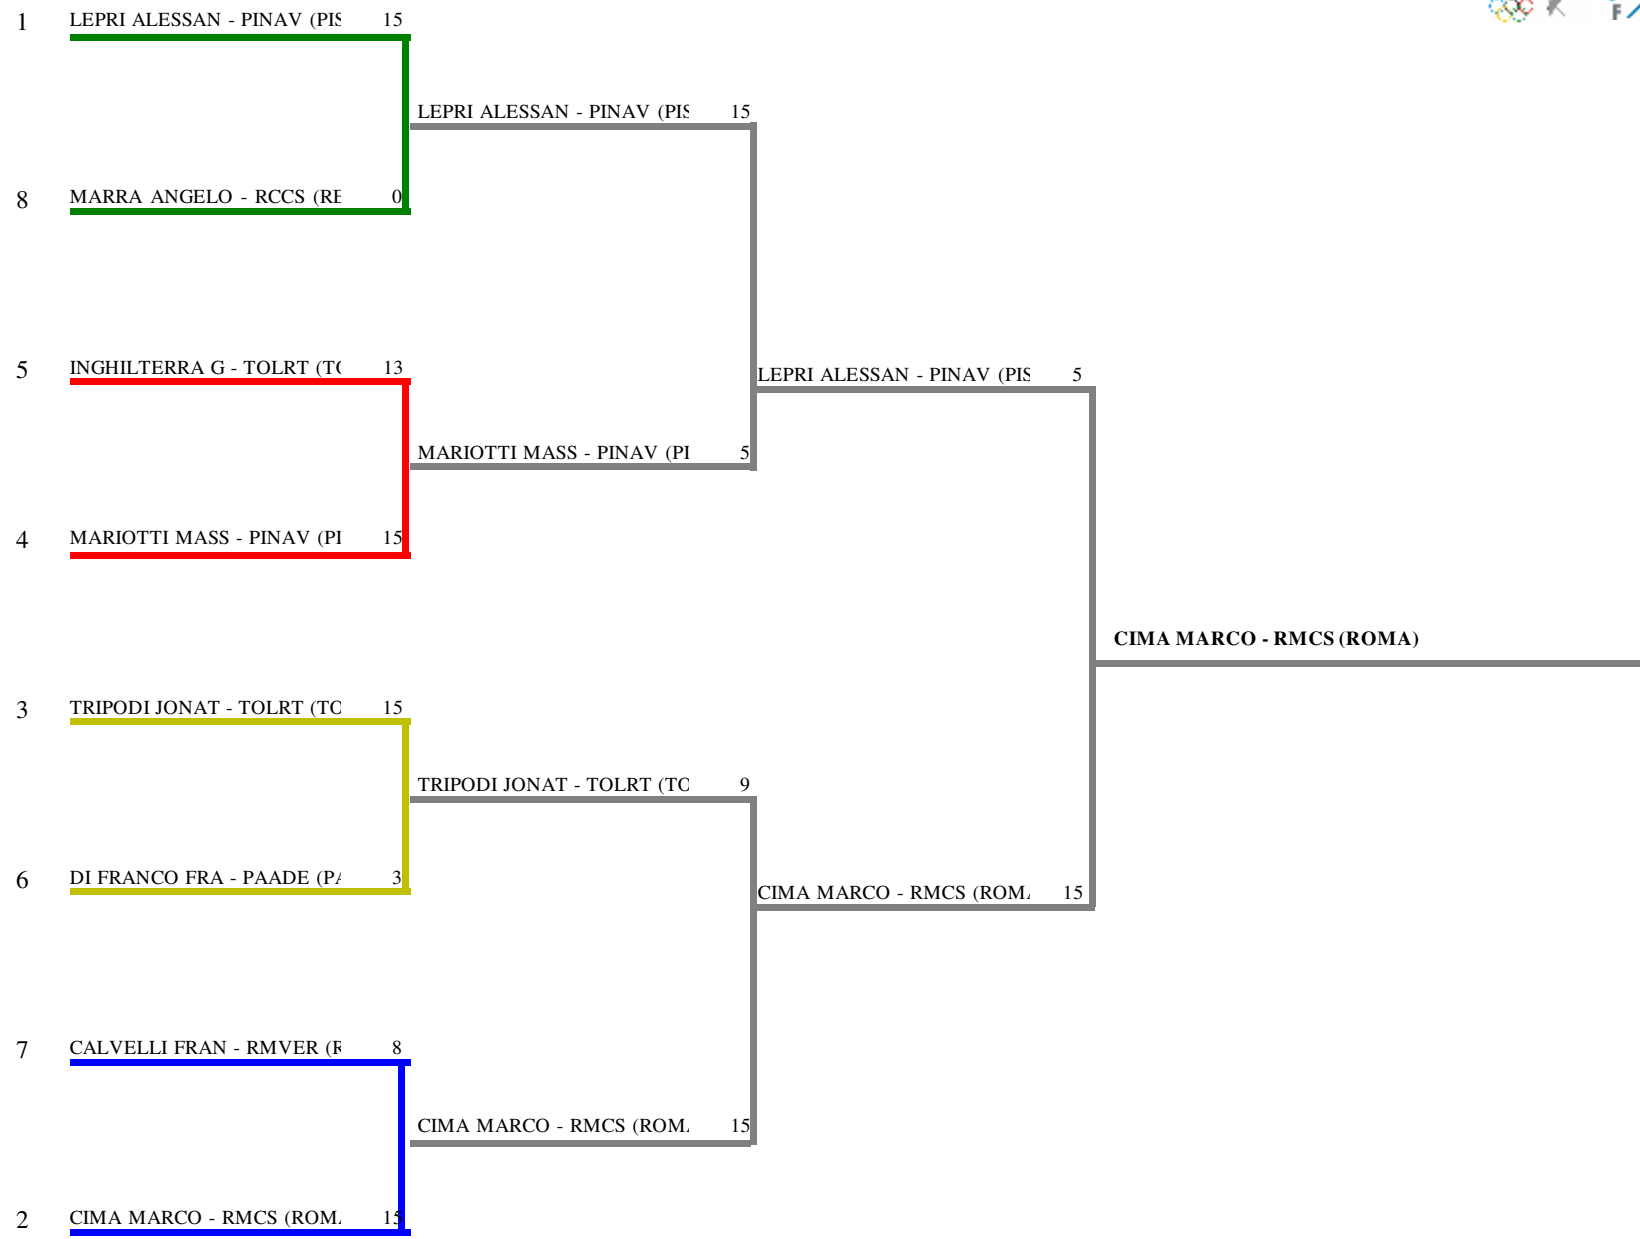 1 LEPRI ALESSAN - PINAV (PIS 15
LEPRI ALESSAN - PINAV (PIS 15
8 MARRA ANGELO - RCCS (RE 0
5 INGHILTERRA G - TOLRT (TO 13
LEPRI ALESSAN - PINAV (PIS 5
MARIOTTI MASS - PINAV (PI 5
4 MARIOTTI MASS - PINAV (PI 15
CIMA MARCO - RMCS (ROMA)
3 TRIPODI JONAT - TOLRT (TO 15
TRIPODI JONAT - TOLRT (TO 9
6 DI FRANCO FRA - PAADE (PA 3
CIMA MARCO - RMCS (ROMA 15
7 CALVELLI FRAN - RMVER (R 8
CIMA MARCO - RMCS (ROMA 15
2 CIMA MARCO - RMCS (ROMA 15